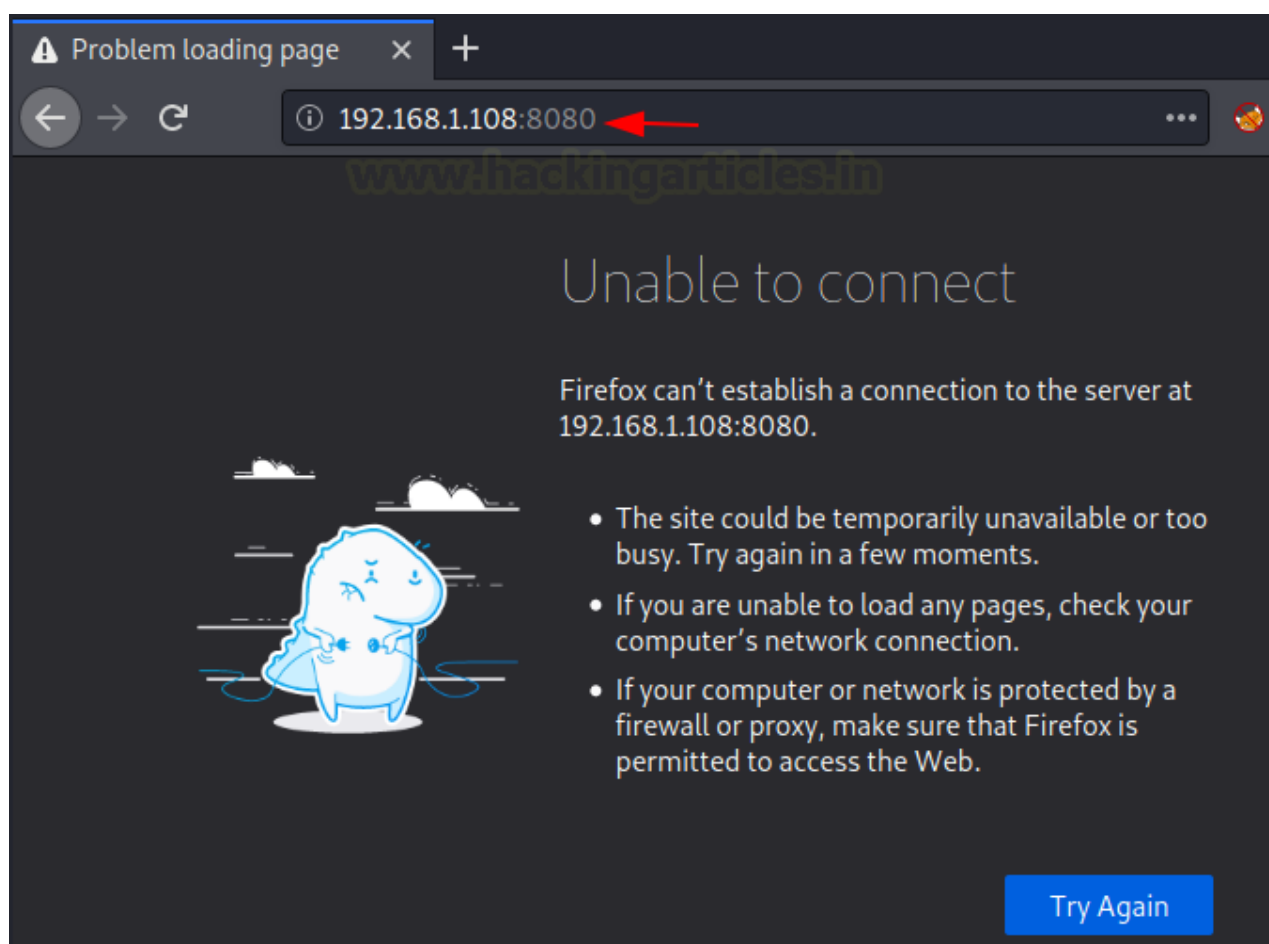 Problem loading page
192.168.1.108:8080
www.hackingarticles.in
Unable to connect
Firefox can’t establish a connection to the server at
192.168.1.108:8080.
• The site could be temporarily unavailable or too
busy. Try again in a few moments.
• If you are unable to load any pages, check your
computer’s network connection.
• If your computer or network is protected by a
firewall or proxy, make sure that Firefox is
permitted to access the Web.
Try Again